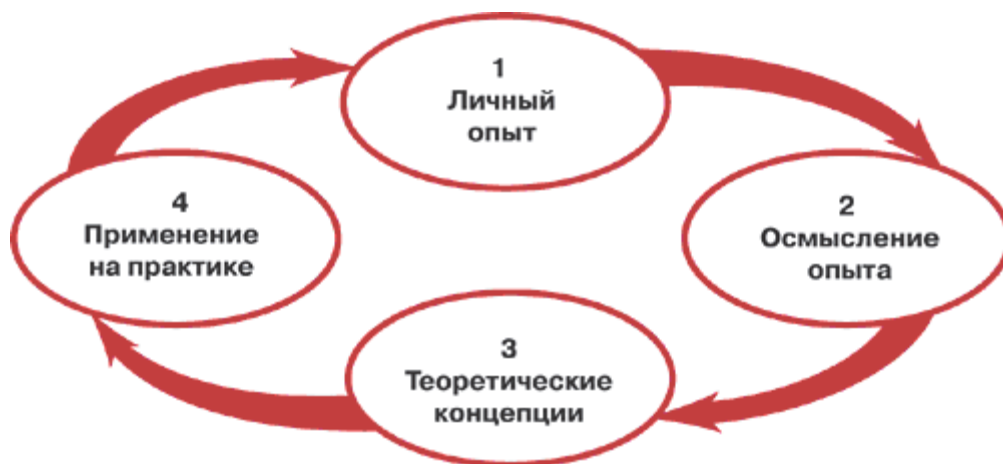 1
Личный
опыт
2
Осмысление
опыта
3
Теоретические
концепции
4
Применение
на практике